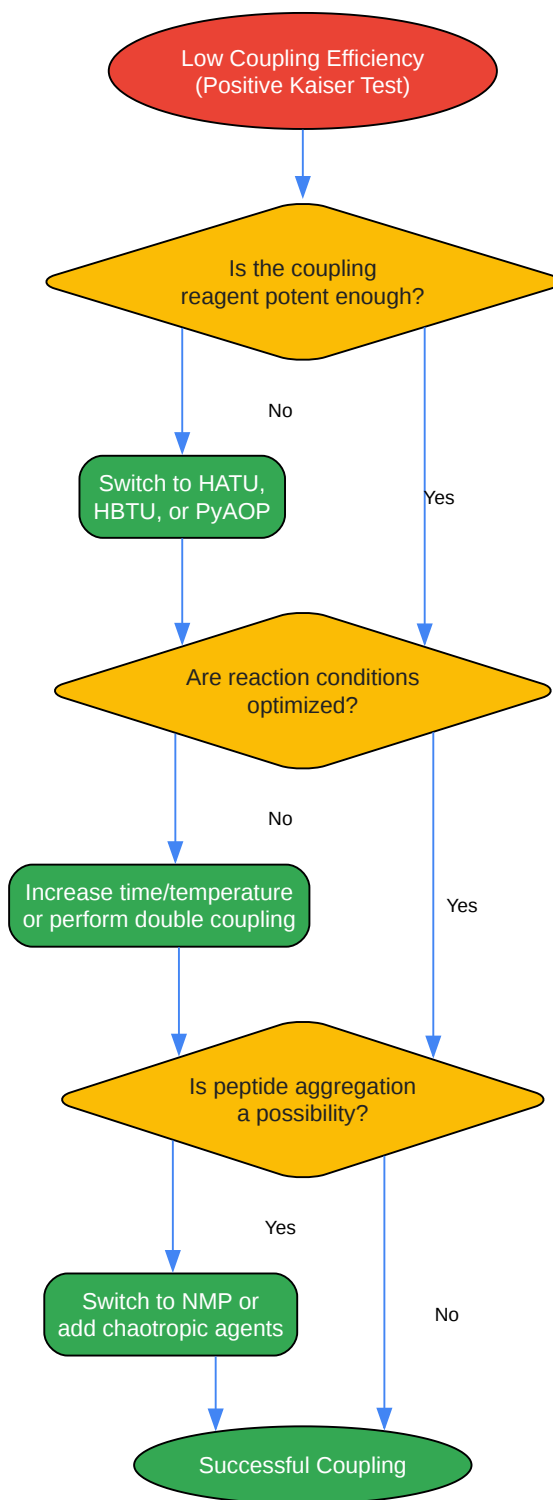 Low Coupling Efficiency
(Positive Kaiser Test)
Is the coupling
reagent potent enough?
No
Switch to HATU,
HBTU, or PyAOP
Yes
Are reaction conditions
optimized?
No
Increase time/temperature
or perform double coupling
Yes
Is peptide aggregation
a possibility?
Yes
Switch to NMP or
add chaotropic agents
No
Successful Coupling